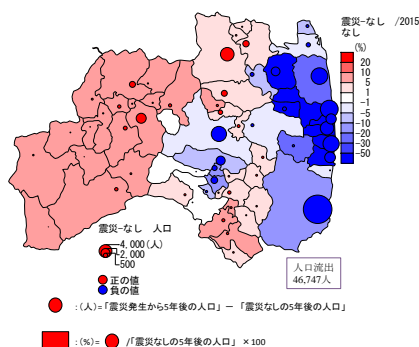 震災-なし /2015
なし
(%)
20
10
5
1
-1
-5
-10
-20
-30
-50
震災-なし 人口
4,000(人)
2,000
500
正の値
負の値
人口流出
46,747人
:(人)=「震災発生から5年後の人口」 − 「震災なしの5年後の人口」
:(%)= /「震災なしの5年後の人口」 ×100